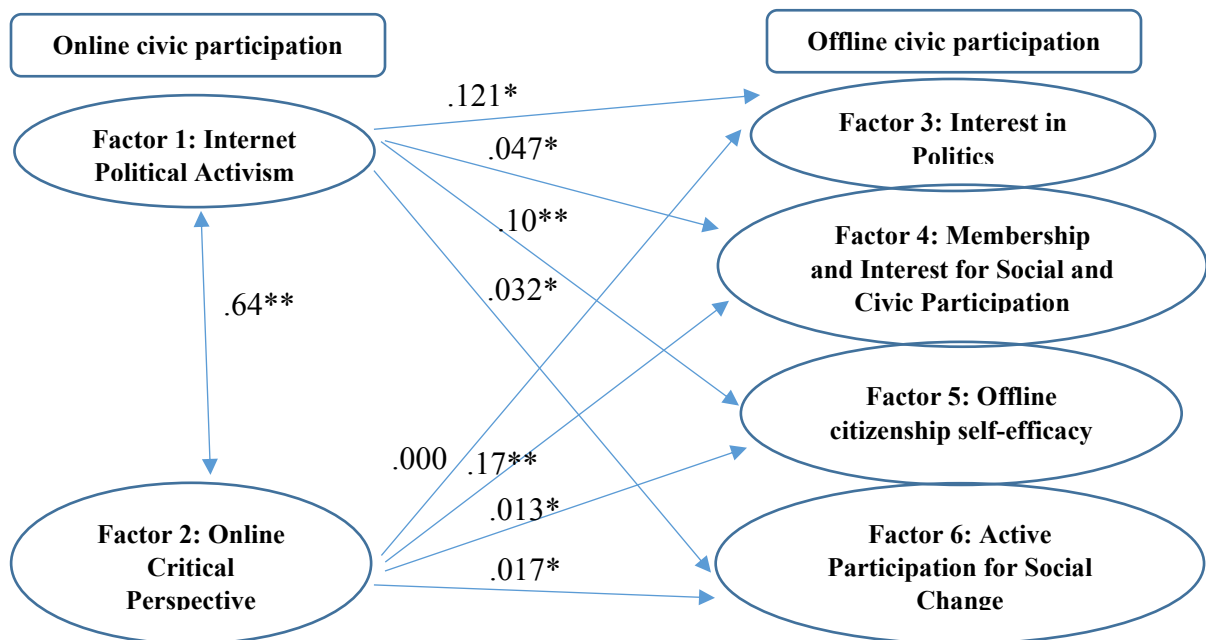 Online civic participation
Offline civic participation
.121*
Factor 1: Internet
Political Activism
Factor 3: Interest in
Politics
.047*
.10**
Factor 4: Membership
and Interest for Social and
Civic Participation
.032*
.64**
Factor 5: Offline
citizenship self-efficacy
.000
.17**
.013*
Factor 2: Online
Critical
Perspective
.017*
Factor 6: Active
Participation for Social
Change